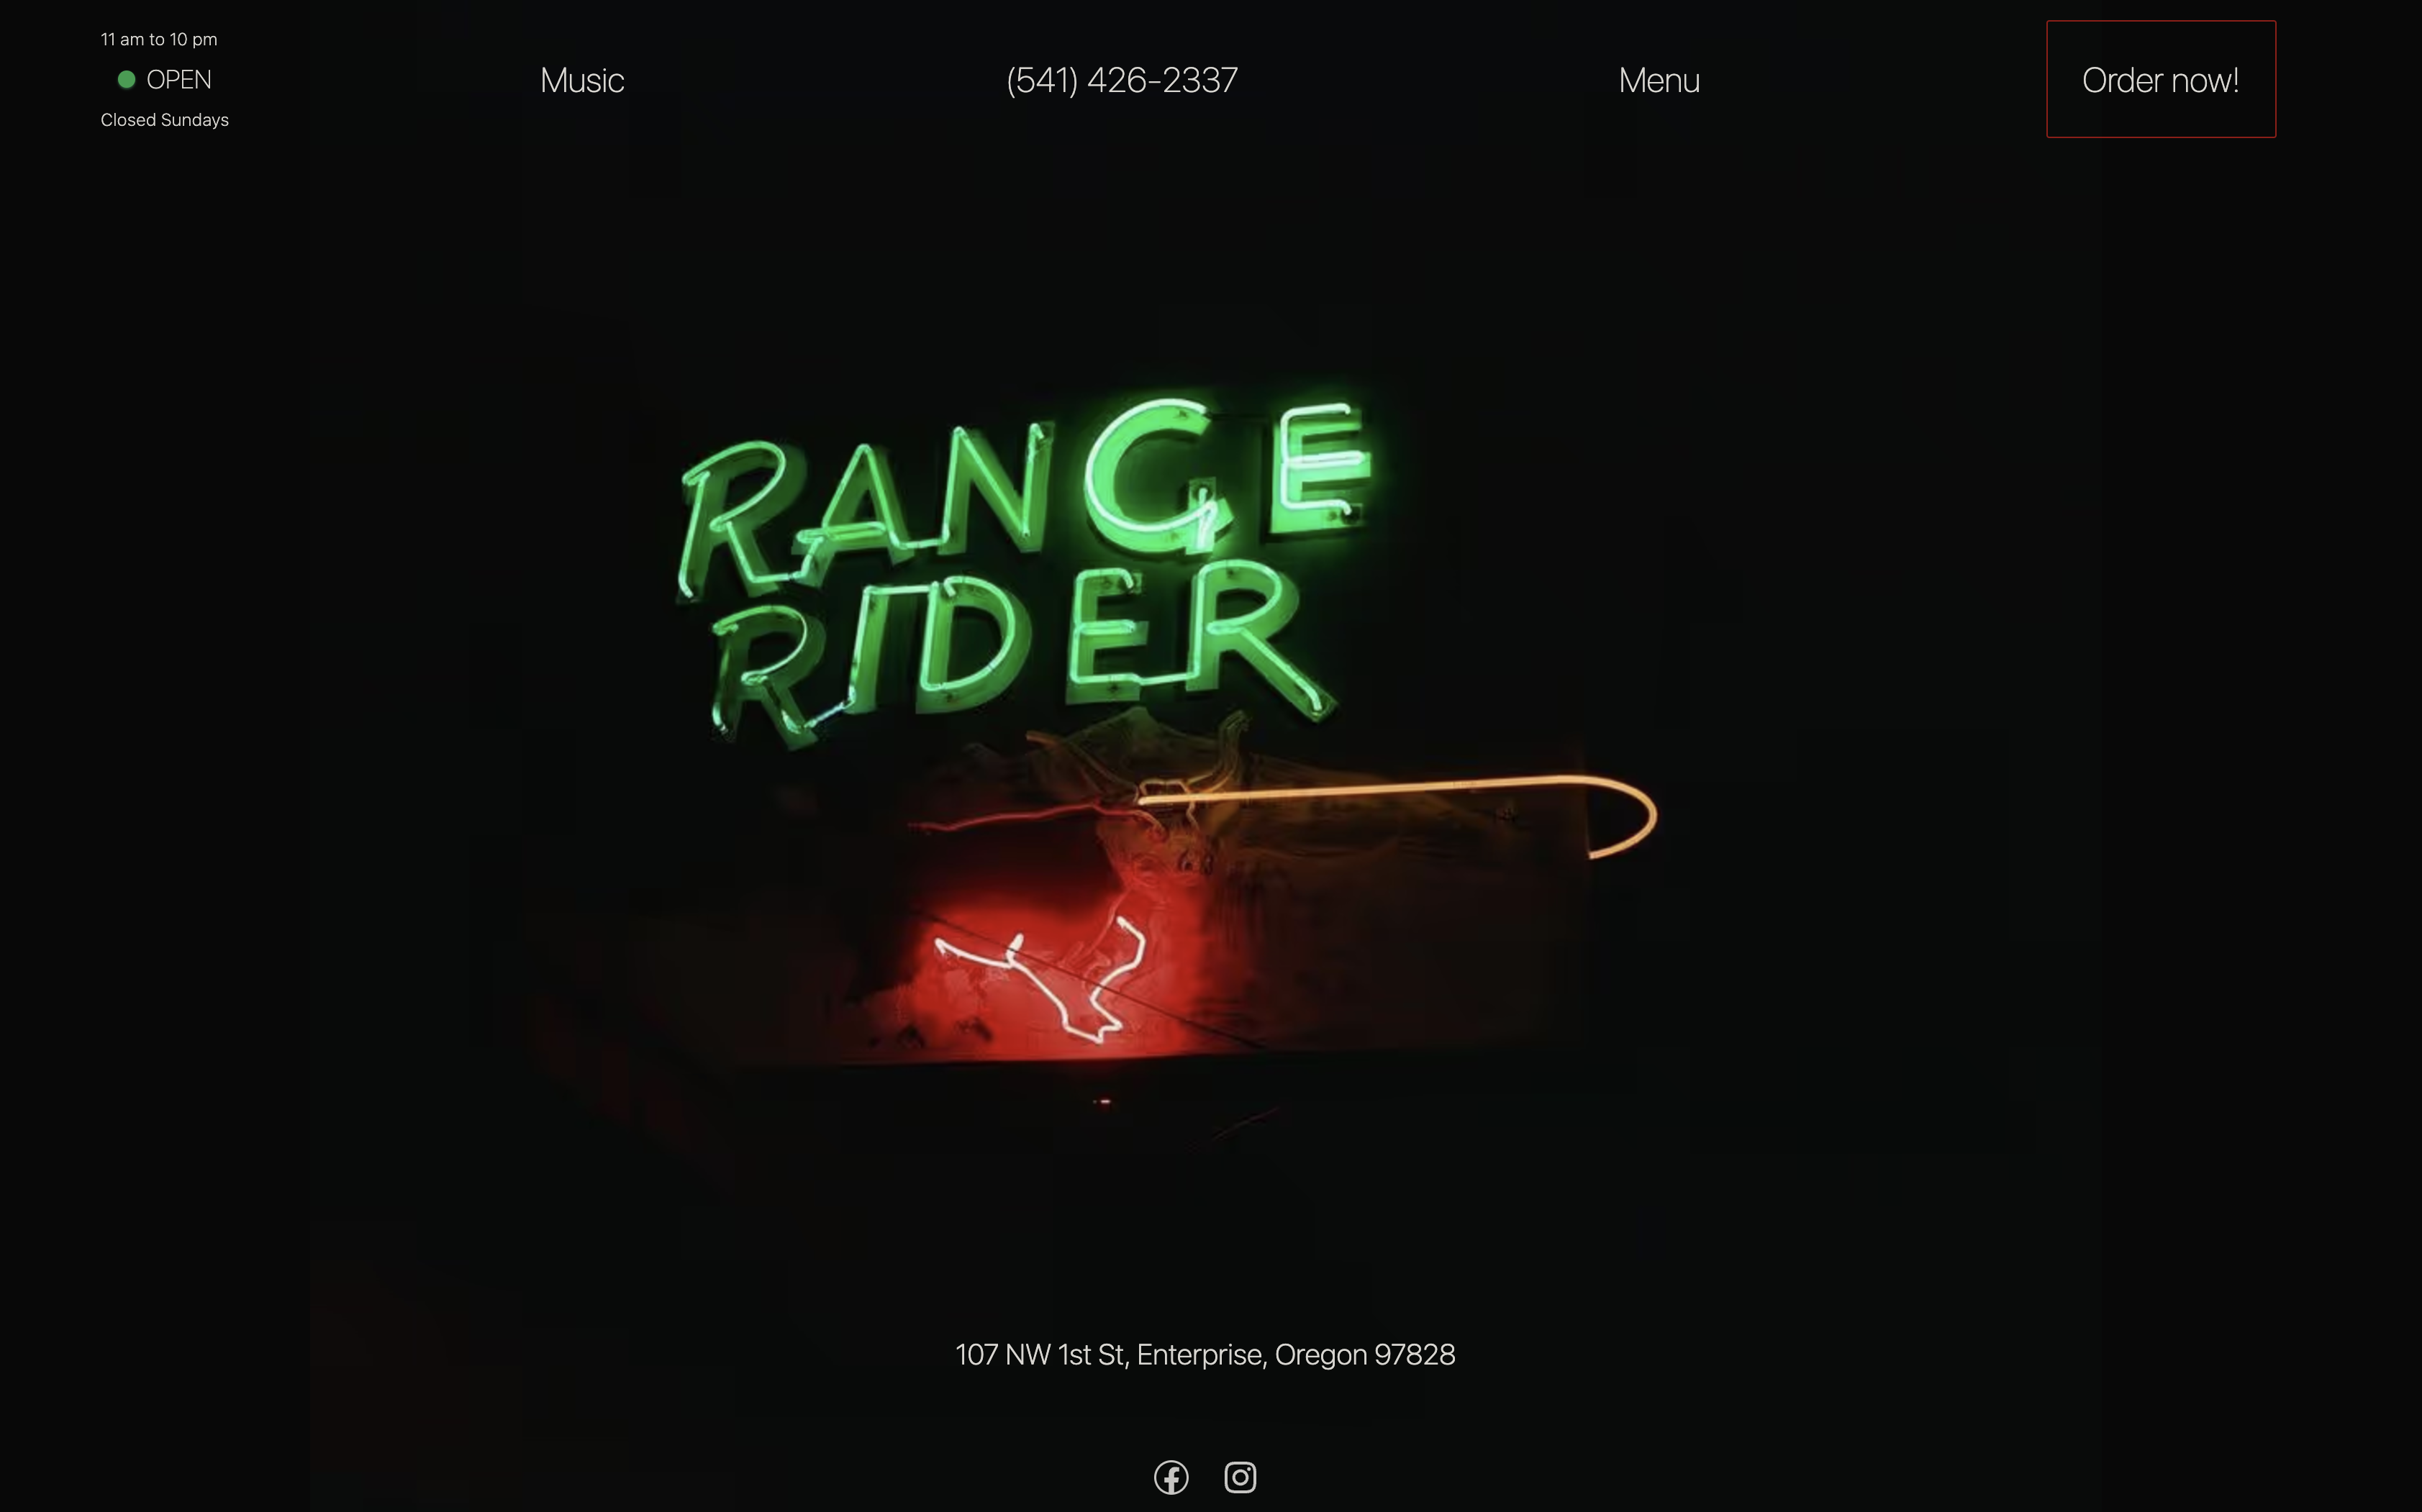 11 am to 10 pm
OPEN
Closed Sundays
Music
(541) 426-2337
Menu
Order now!
RANGE
RIDER
107 NW 1st St, Enterprise, Oregon 97828